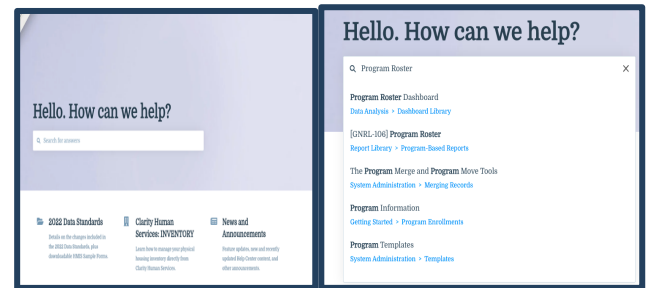 Hello. How can we help?
Search for answers
2022 Data Standards
Details on the changes included in
the 2022 Data Standards, plus
downloadable HMIS Sample Forms.
Clarity Human
Services: INVENTORY
Learn how to manage your physical
housing inventory directly from
Clarity Human Services.
News and
Announcements
Feature updates, new and recently
updated Help Center content, and
other announcements.
Hello. How can we help?
Program Roster X
Program Roster Dashboard
Data Analysis > Dashboard Library
[GNRL-106] Program Roster
Report Library > Program-Based Reports
The Program Merge and Program Move Tools
System Administration > Merging Records
Program Information
Getting Started > Program Enrollments
Program Templates
System Administration > Templates